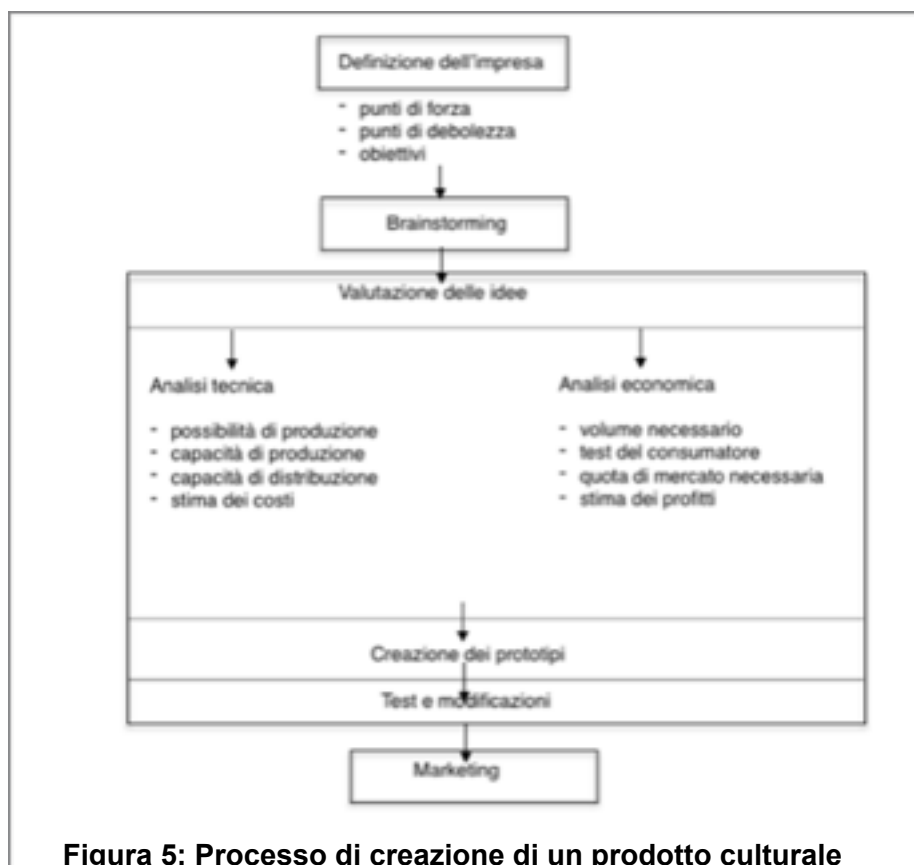 Definizione dell'impresa
- punti di forza
- punti di debolezza
- obiettivi
Brainstorming
Valutazione delle idee
Analisi tecnica
- possibilità di produzione
- capacità di produzione
- capacità di distribuzione
- stima dei costi
Analisi economica
- volume necessario
- test del consumatore
- quota di mercato necessaria
- stima dei profitti
Creazione dei prototipi
Test e modificazioni
Marketing
Figura 5: Processo di creazione di un prodotto culturale